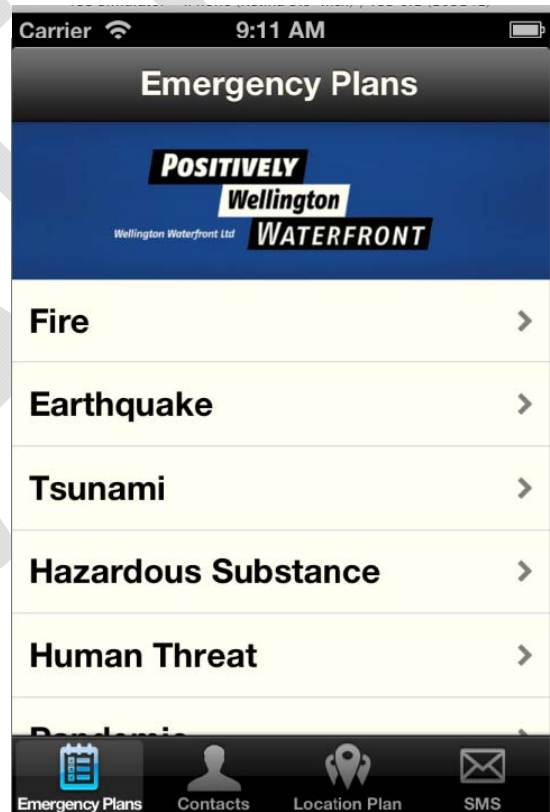 Carrier 9:11 AM
Emergency Plans
POSITIVELY
Wellington
Wellington Waterfront Ltd WATERFRONT
Fire
Earthquake
Tsunami
Hazardous Substance
Human Threat
Pandemic
Emergency Plans Contacts Location Plan SMS